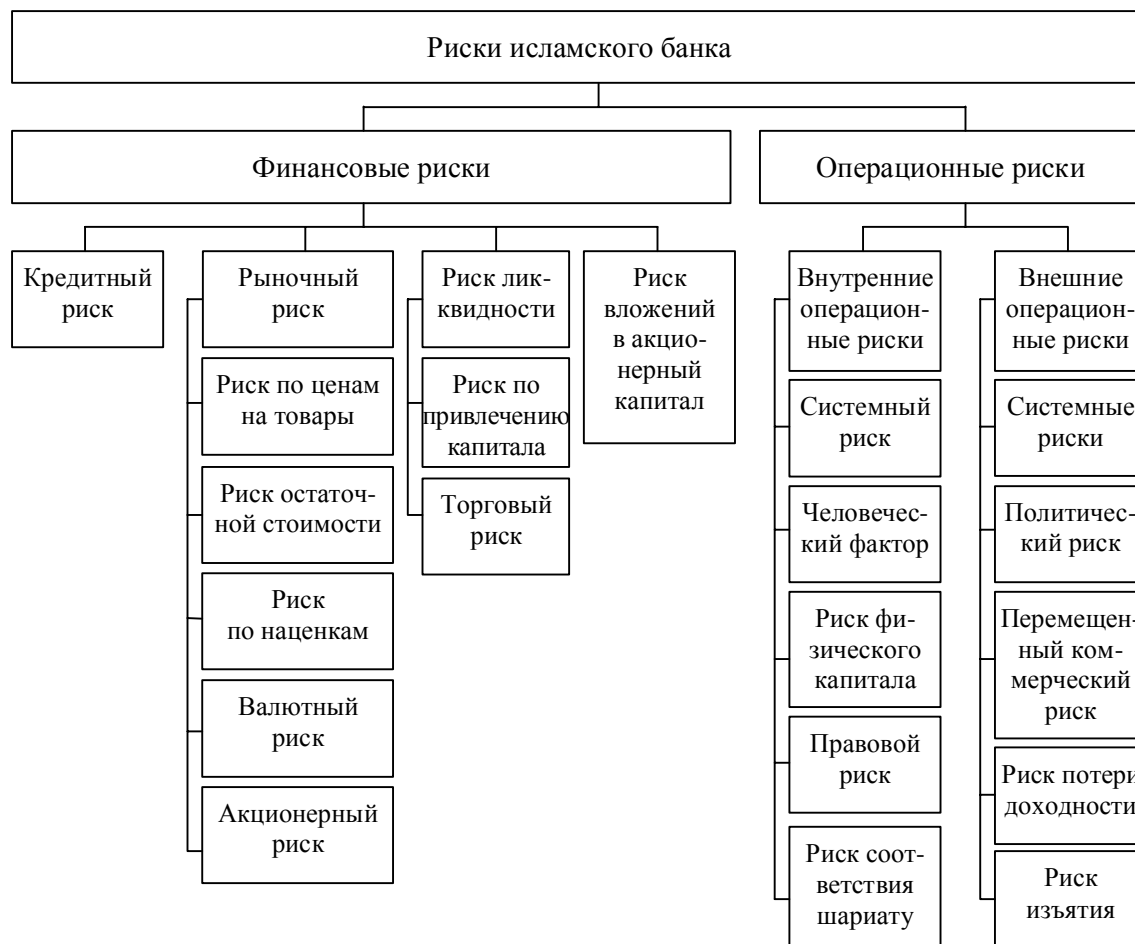 Риски исламского банка
Финансовые риски
Операционные риски
Кредитный
риск
Рыночный
риск
Риск по ценам
на товары
Риск остаточ-
ной стоимости
Риск
по наценкам
Валютный
риск
Акционерный
риск
Риск лик-
квидности
Риск по
привлечению
капитала
Торговый
риск
Риск
вложений
в акцио-
нерный
капитал
Внутренние
операцион-
ные риски
Системный
риск
Человечес-
кий фактор
Риск фи-
зического
капитала
Правовой
риск
Риск соот-
ветствия
шариату
Внешние
операцион-
ные риски
Системные
риски
Политичес-
кий риск
Перемещен-
ный ком-
мерческий
риск
Риск потери
доходности
Риск
изъятия